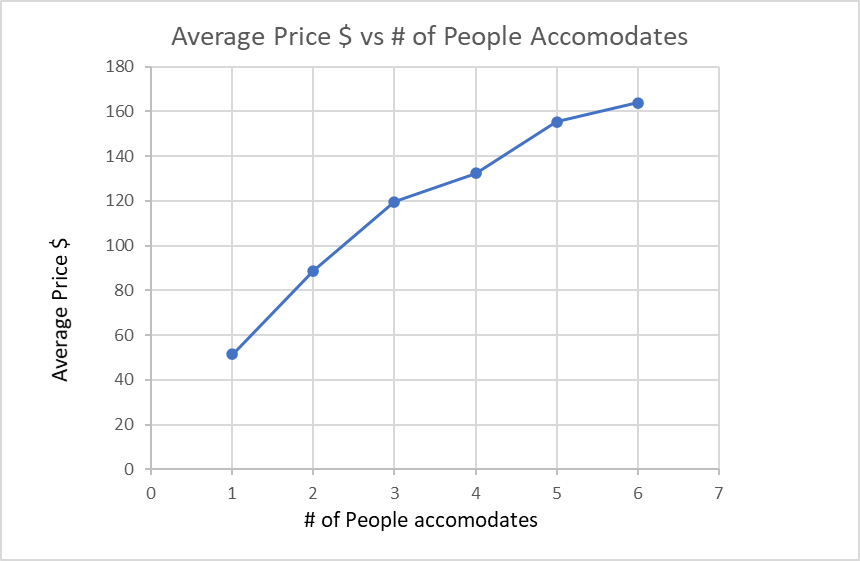 Average Price $ vs # of People Accomodates
180
160
140
120
100
80
60
40
20
0
Average Price $
0 1 2 3 4 5 6 7
# of People accomodates